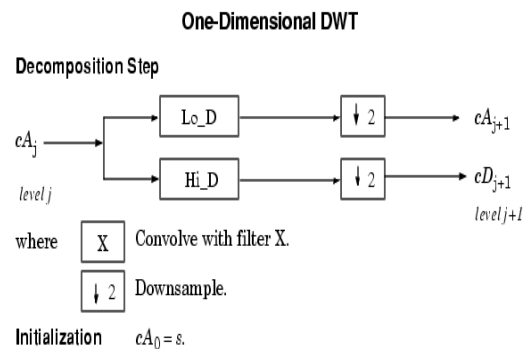 One-Dimensional DWT
Decomposition Step
Lo_D
↓ 2
cA_{j+1}
cA_j
Hi_D
↓ 2
cD_{j+1}
level j
level j+1
where X Convolve with filter X.
↓ 2 Downsample.
Initialization cA_0 = s.